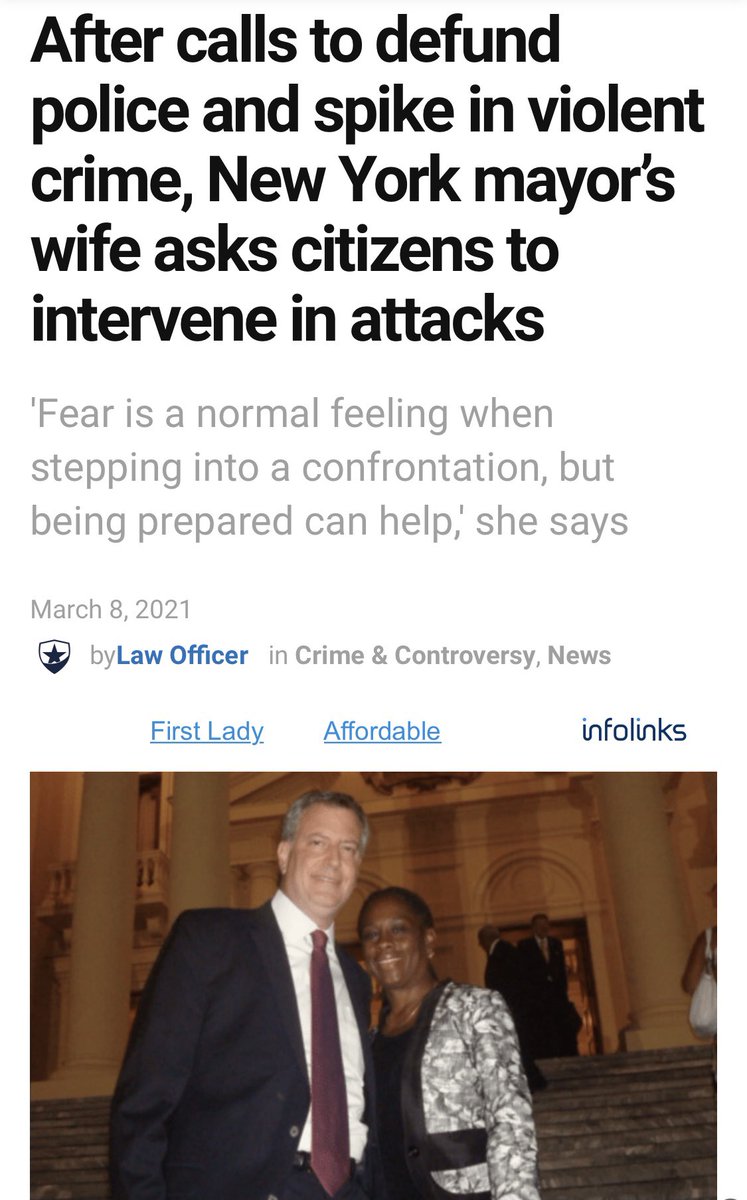 After calls to defund
police and spike in violent
crime, New York mayor’s
wife asks citizens to
intervene in attacks
'Fear is a normal feeling when
stepping into a confrontation, but
being prepared can help,' she says
March 8, 2021
byLaw Officer in Crime & Controversy, News
First Lady Affordable infolinks